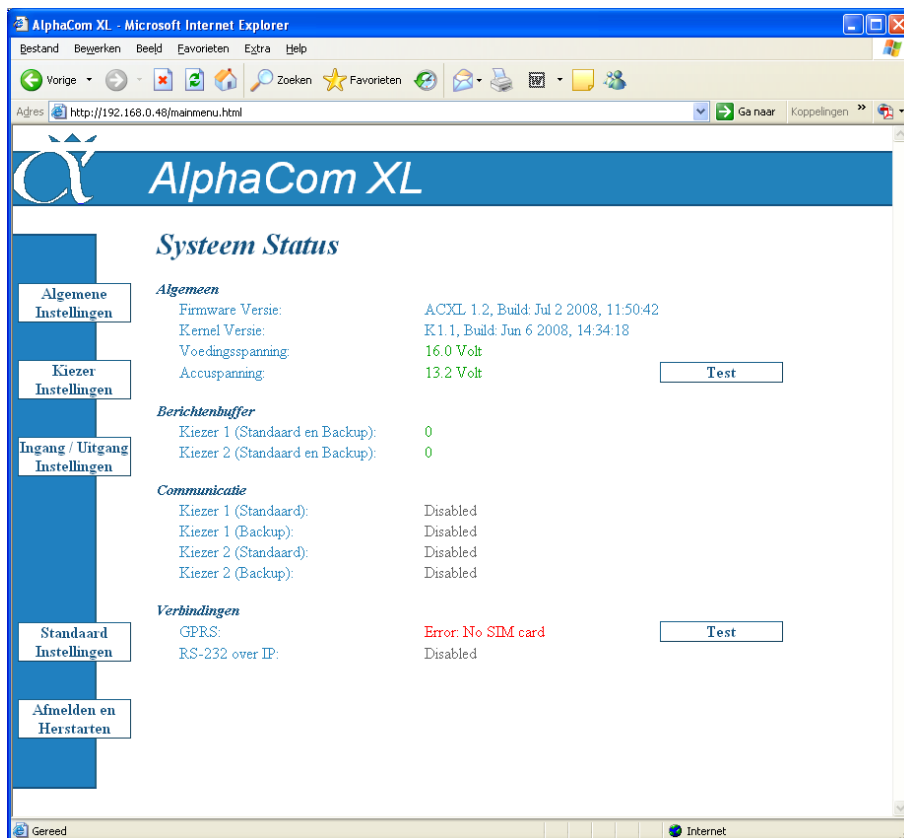 AlphaCom XL - Microsoft Internet Explorer
Bestand Bewerken Beeld Favorieten Extra Help
Vorige Zoeken Favorieten
Adres http://192.168.0.48/mainmenu.html Ga naar Koppelingen »
AlphaCom XL
Systeem Status
Algemene
Instellingen
Kiezer
Instellingen
Ingang / Uitgang
Instellingen
Standaard
Instellingen
Afmelden en
Herstarten
Algemeen
Firmware Versie: ACXL 1.2, Build: Jul 2 2008, 11:50:42
Kernel Versie: K1.1, Build: Jun 6 2008, 14:34:18
Voedingsspanning: 16.0 Volt
Accuspanning: 13.2 Volt Test
Berichtenbuffer
Kiezer 1 (Standaard en Backup): 0
Kiezer 2 (Standaard en Backup): 0
Communicatie
Kiezer 1 (Standaard): Disabled
Kiezer 1 (Backup): Disabled
Kiezer 2 (Standaard): Disabled
Kiezer 2 (Backup): Disabled
Verbindingen
GPRS: Error: No SIM card Test
RS-232 over IP: Disabled
Gereed Internet